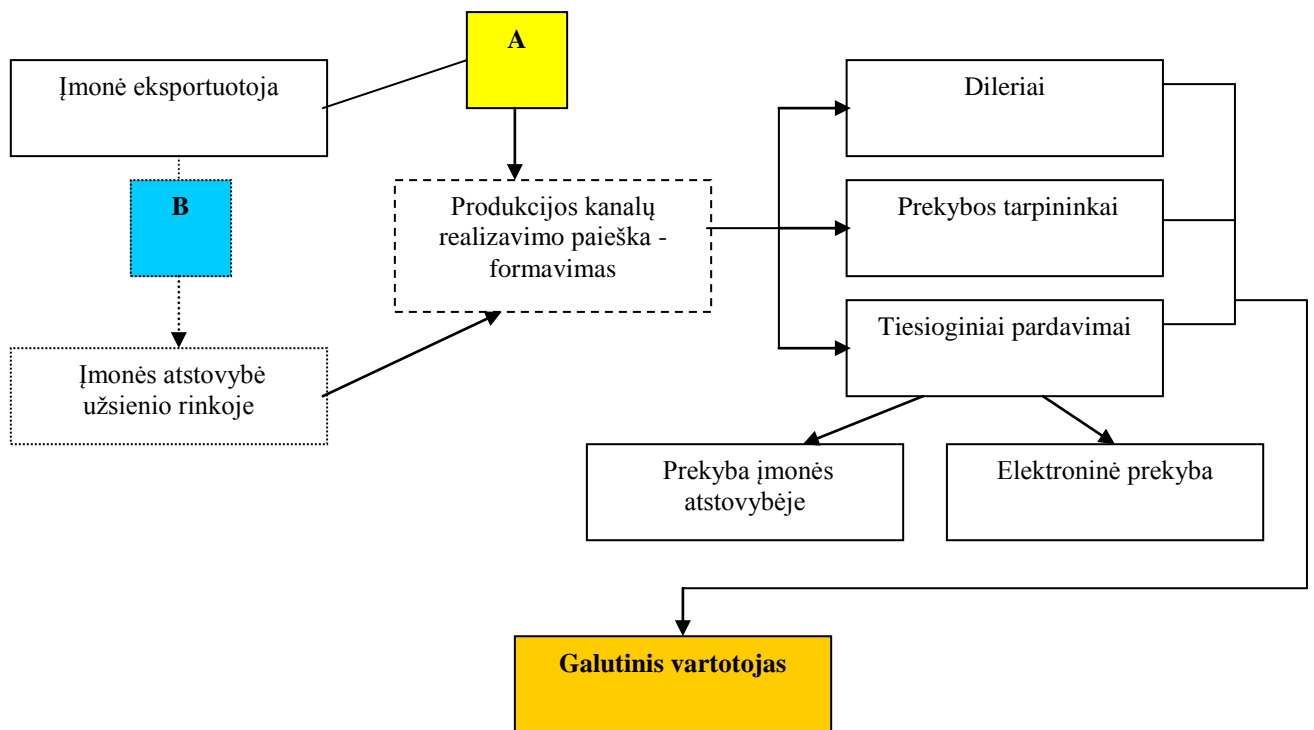 A
Įmonė eksportuotoja
Dileriai
B
Produkcijos kanalų
realizavimo paieška -
formavimas
Prekybos tarpininkai
Tiesioginiai pardavimai
Įmonės atstovybė
užsienio rinkoje
Prekyba įmonės
atstovybėje
Elektroninė prekyba
Galutinis vartotojas